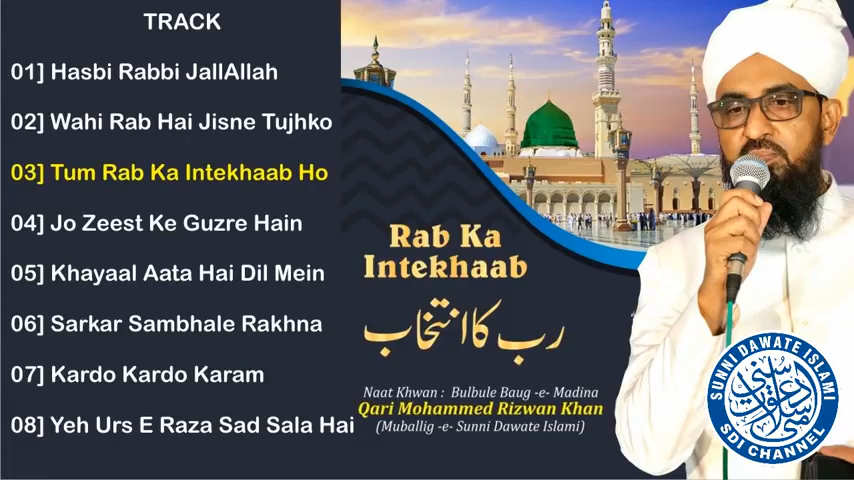 TRACK
01] Hasbi Rabbi JallAllah
02] Wahi Rab Hai Jisne Tujhko
03] Tum Rab Ka Intekhaab Ho
04] Jo Zeest Ke Guzre Hain
05] Khayaal Aata Hai Dil Mein
06] Sarkar Sambhale Rakhna
07] Kardo Kardo Karam
08] Yeh Urs E Raza Sad Sala Hai
Rab Ka
Intekhaab
رب کا انتخاب
Naat Khwan : Bulbule Baug -e- Madina
Qari Mohammed Rizwan Khan
(Muballig -e- Sunni Dawate Islami)
SUNNI DAWATE ISLAMI
سنی دعوت اسلامی
SDI CHANNEL